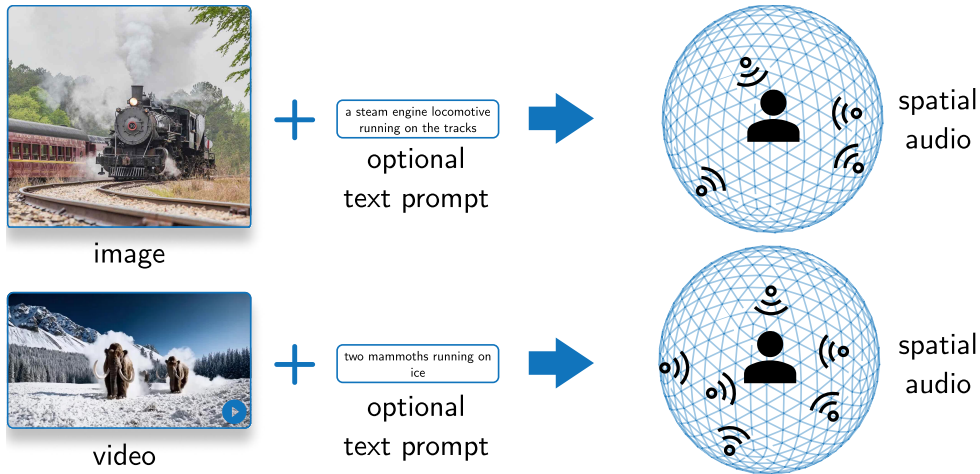 a steam engine locomotive
running on the tracks
optional
text prompt
image
spatial
audio
two mammoths running on
ice
optional
text prompt
video
spatial
audio